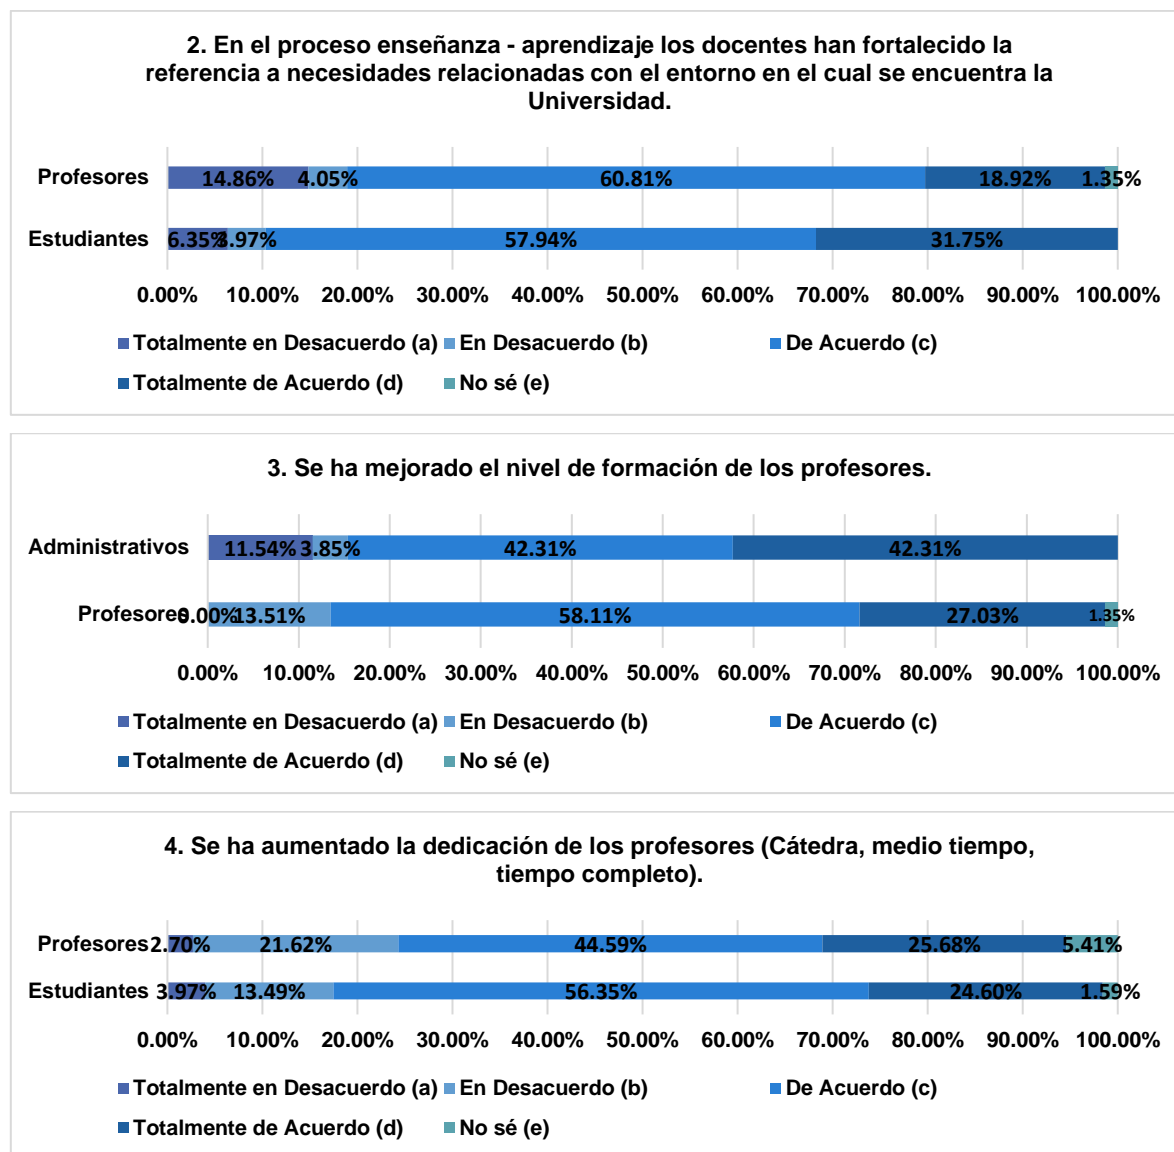 2. En el proceso enseñanza - aprendizaje los docentes han fortalecido la
referencia a necesidades relacionadas con el entorno en el cual se encuentra la
Universidad.
Profesores 14.86% 4.05% 60.81% 18.92% 1.35%
Estudiantes 6.35% 3.97% 57.94% 31.75%
0.00% 10.00% 20.00% 30.00% 40.00% 50.00% 60.00% 70.00% 80.00% 90.00% 100.00%
Totalmente en Desacuerdo (a) En Desacuerdo (b) De Acuerdo (c)
Totalmente de Acuerdo (d) No sé (e)
3. Se ha mejorado el nivel de formación de los profesores.
Administrativos 11.54% 3.85% 42.31% 42.31%
Profesores 0.00% 13.51% 58.11% 27.03% 1.35%
0.00% 10.00% 20.00% 30.00% 40.00% 50.00% 60.00% 70.00% 80.00% 90.00% 100.00%
Totalmente en Desacuerdo (a) En Desacuerdo (b) De Acuerdo (c)
Totalmente de Acuerdo (d) No sé (e)
4. Se ha aumentado la dedicación de los profesores (Cátedra, medio tiempo,
tiempo completo).
Profesores 2.70% 21.62% 44.59% 25.68% 5.41%
Estudiantes 3.97% 13.49% 56.35% 24.60% 1.59%
0.00% 10.00% 20.00% 30.00% 40.00% 50.00% 60.00% 70.00% 80.00% 90.00% 100.00%
Totalmente en Desacuerdo (a) En Desacuerdo (b) De Acuerdo (c)
Totalmente de Acuerdo (d) No sé (e)